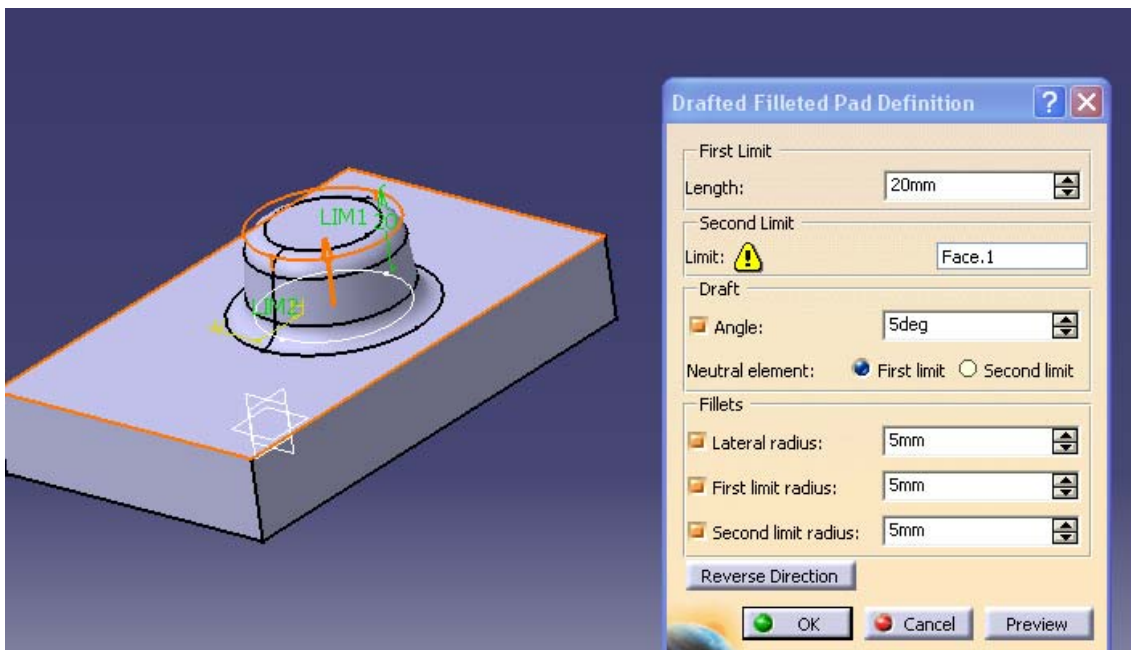 Drafted Filleted Pad Definition
First Limit
Length: 20mm
Second Limit
Limit: Face.1
Draft
Angle: 5deg
Neutral element: First limit Second limit
Fillets
Lateral radius: 5mm
First limit radius: 5mm
Second limit radius: 5mm
Reverse Direction
OK Cancel Preview
LIM1 20
LIM2 H